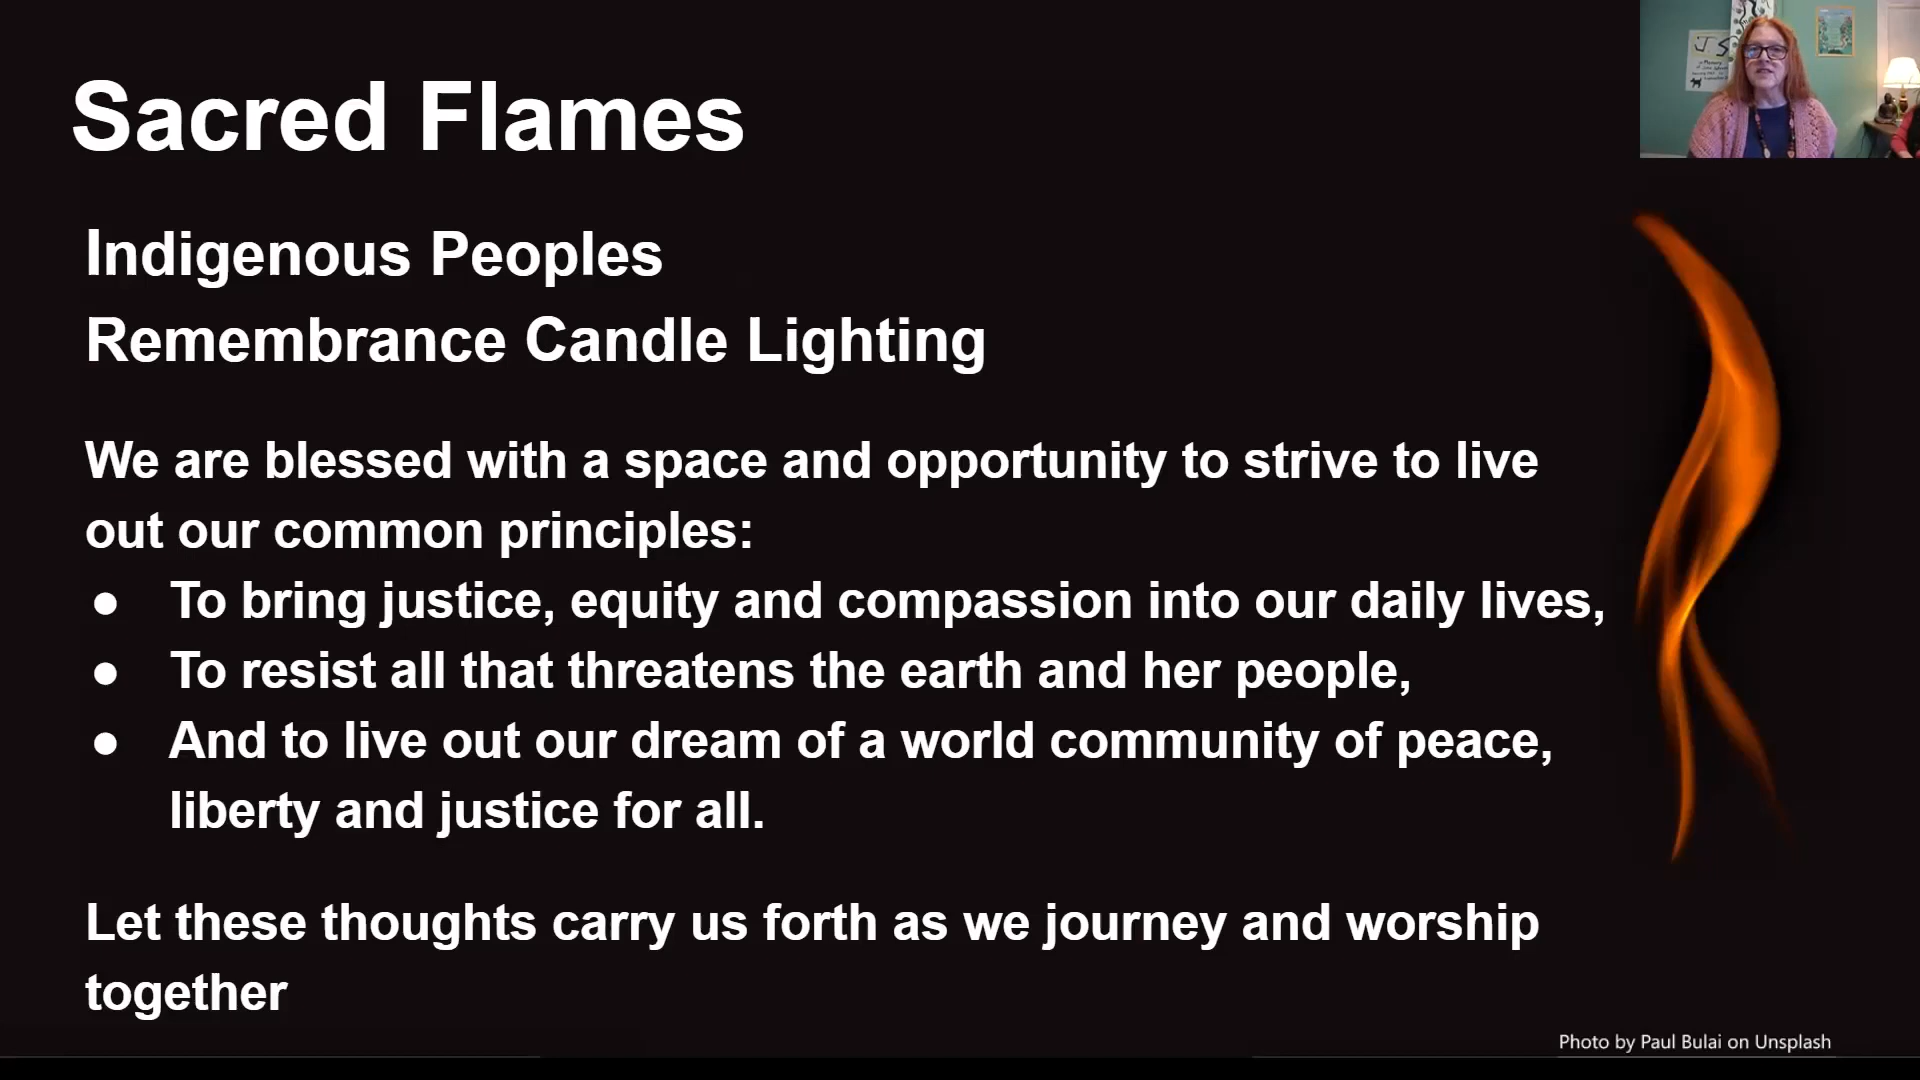 Sacred Flames
Indigenous Peoples
Remembrance Candle Lighting
We are blessed with a space and opportunity to strive to live
out our common principles:
● To bring justice, equity and compassion into our daily lives,
● To resist all that threatens the earth and her people,
● And to live out our dream of a world community of peace,
liberty and justice for all.
Let these thoughts carry us forth as we journey and worship
together
Photo by Paul Bulai on Unsplash